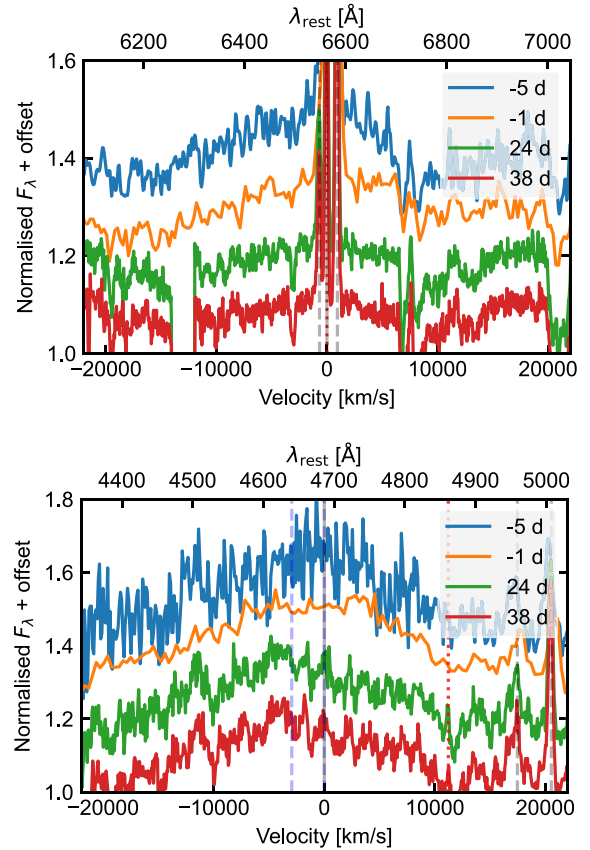 λrest [Å]
6200 6400 6500 6600 6700 6800 6900 7000
1.6
1.4
1.2
1.0
Normalised Fλ + offset
-5 d
-1 d
24 d
38 d
−20000 −10000 0 10000 20000
Velocity [km/s]
λrest [Å]
4400 4500 4600 4700 4800 4900 5000
1.8
1.6
1.4
1.2
1.0
Normalised Fλ + offset
-5 d
-1 d
24 d
38 d
−20000 −10000 0 10000 20000
Velocity [km/s]